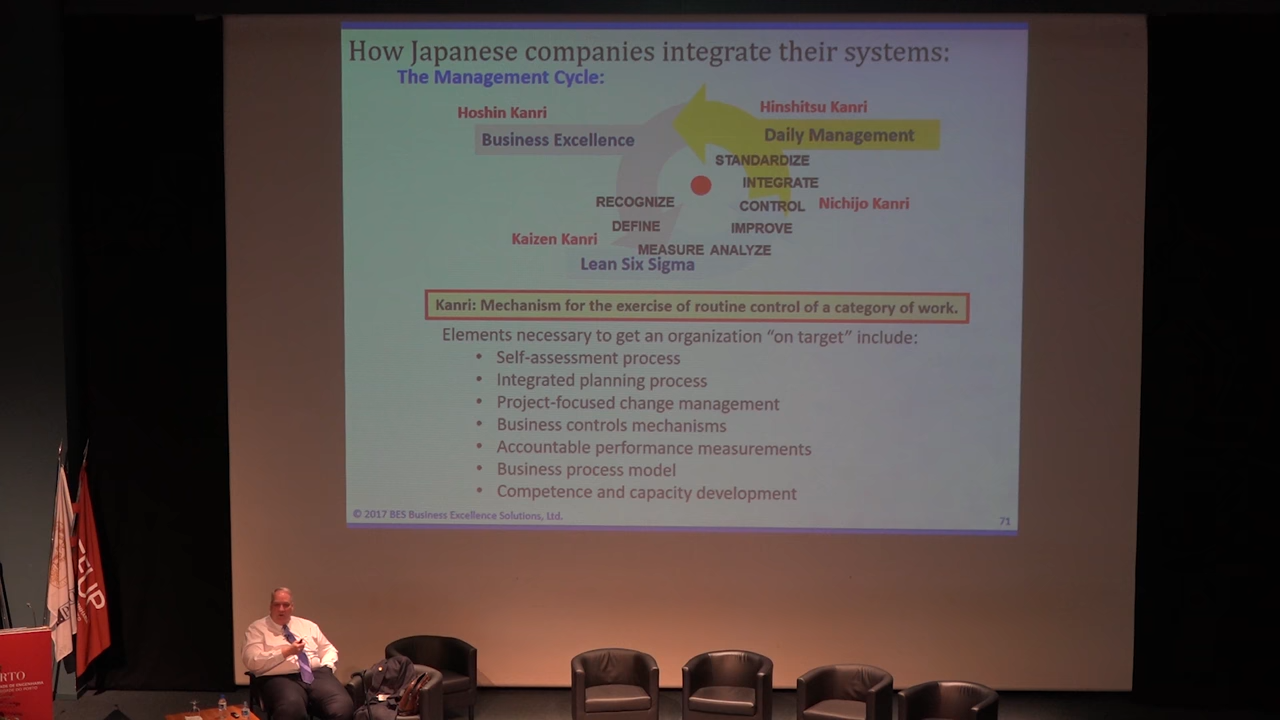 How Japanese companies integrate their systems:
The Management Cycle:
Hoshin Kanri
Hinshitsu Kanri
Business Excellence
Daily Management
STANDARDIZE
INTEGRATE
RECOGNIZE
CONTROL
Nichijo Kanri
DEFINE
IMPROVE
Kaizen Kanri
MEASURE ANALYZE
Lean Six Sigma
Kanri: Mechanism for the exercise of routine control of a category of work.
Elements necessary to get an organization “on target” include:
• Self-assessment process
• Integrated planning process
• Project-focused change management
• Business controls mechanisms
• Accountable performance measurements
• Business process model
• Competence and capacity development
© 2017 BES Business Excellence Solutions, Ltd.
71